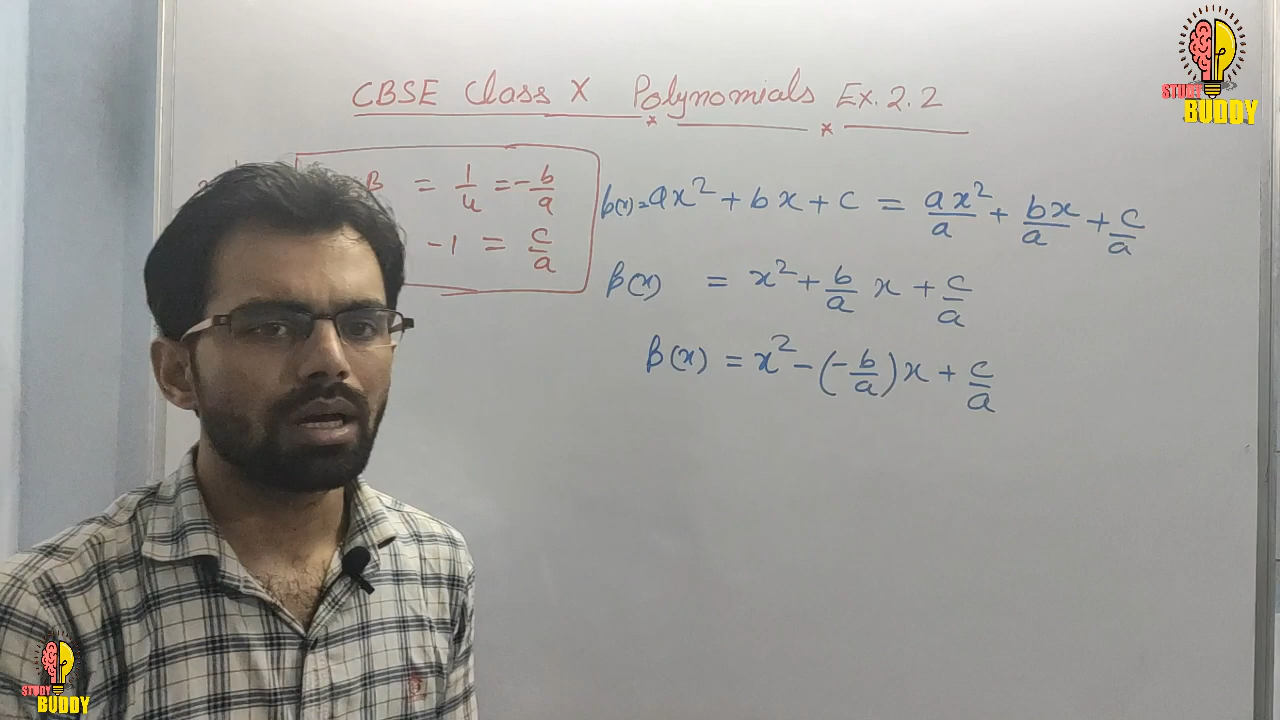 CBSE Class X Polynomials Ex. 2.2
β = 1/4 = -b/a
-1 = c/a
p(x) = ax² + bx + c = ax²/a + bx/a + c/a
p(x) = x² + b/a x + c/a
p(x) = x² - (-b/a)x + c/a
STUDY
BUDDY
STUDY
BUDDY